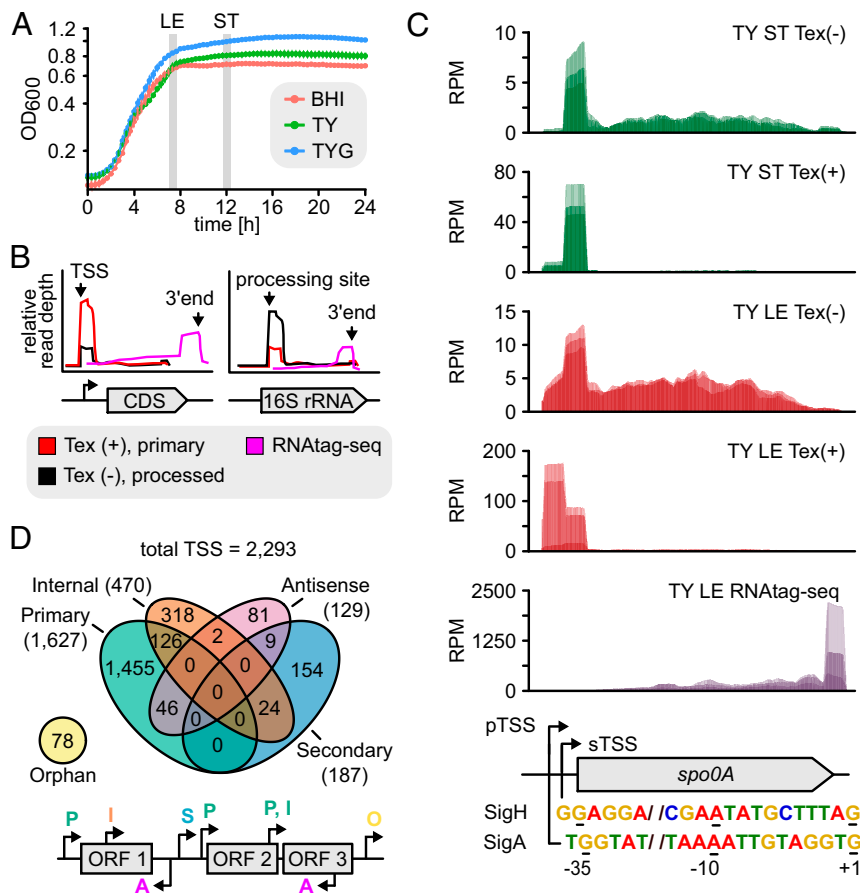 A
LE ST
1.2
0.8
0.6
0.4
0.2
OD600
BHI
TY
TYG
0 4 8 12 16 20 24
time [h]
B
TSS
3'end
relative
read depth
CDS
processing site
3'end
16S rRNA
Tex (+), primary
Tex (-), processed
RNAtag-seq
C
TY ST Tex(-)
10
5
0
RPM
TY ST Tex(+)
80
40
0
RPM
TY LE Tex(-)
15
10
5
0
RPM
TY LE Tex(+)
200
100
0
RPM
TY LE RNAtag-seq
2500
1250
0
RPM
pTSS
sTSS
spo0A
SigH GGAGGA//CGAATATGCTTTAG
SigA TGGTAT//TAAAATTGTAGGTG
-35 -10 +1
D
total TSS = 2,293
Internal (470)
Antisense
(129)
Primary
(1,627)
318 81
126 2 9
1,455 0 0 154
0
46 24
0 0
0
Secondary
(187)
78
Orphan
P I S P P, I O
ORF 1 ORF 2 ORF 3
A A